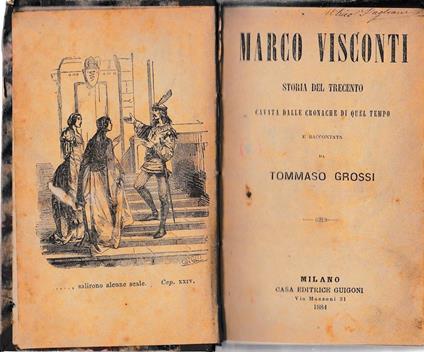 ....., salirono alcune scale. Cap. XXIV.
MARCO VISCONTI
STORIA DEL TRECENTO
CAVATA DALLE CRONACHE DI QUEL TEMPO
E RACCONTATA
DA
TOMMASO GROSSI
MILANO
CASA EDITRICE GUIGONI
Via Manzoni 31
1884